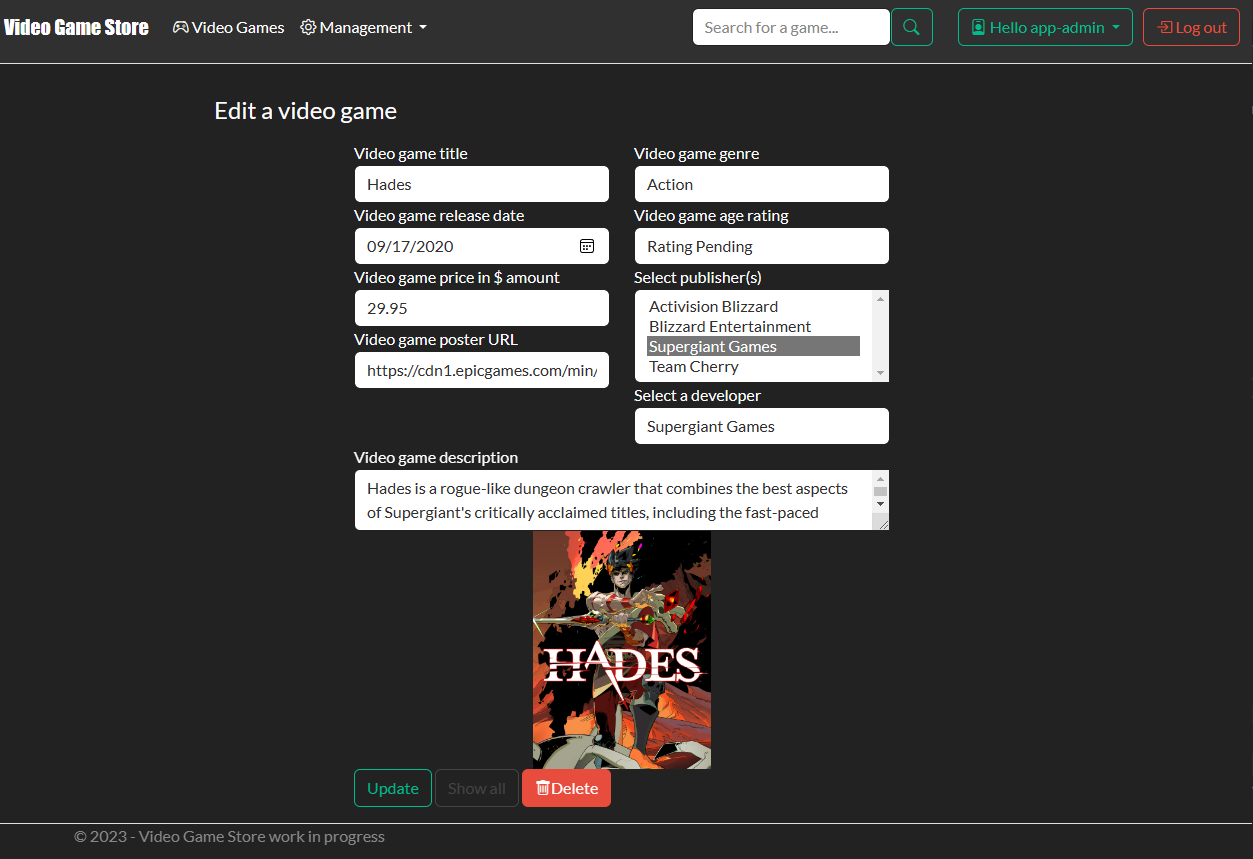 Video Game Store Video Games Management Search for a game... Hello app-admin Log out
Edit a video game
Video game title
Hades
Video game genre
Action
Video game release date
09/17/2020
Video game age rating
Rating Pending
Video game price in $ amount
29.95
Select publisher(s)
Activision Blizzard
Blizzard Entertainment
Supergiant Games
Team Cherry
Video game poster URL
https://cdn1.epicgames.com/min/
Select a developer
Supergiant Games
Video game description
Hades is a rogue-like dungeon crawler that combines the best aspects
of Supergiant's critically acclaimed titles, including the fast-paced
HADES
Update Show all Delete
© 2023 - Video Game Store work in progress